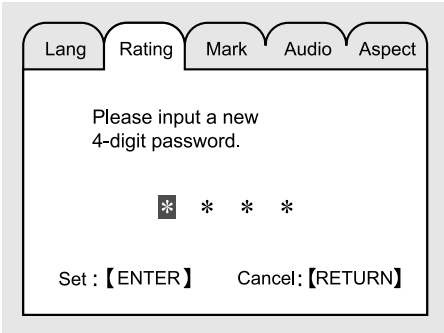 Lang Rating Mark Audio Aspect
Please input a new
4-digit password.
* * * *
Set :【ENTER】 Cancel:【RETURN】